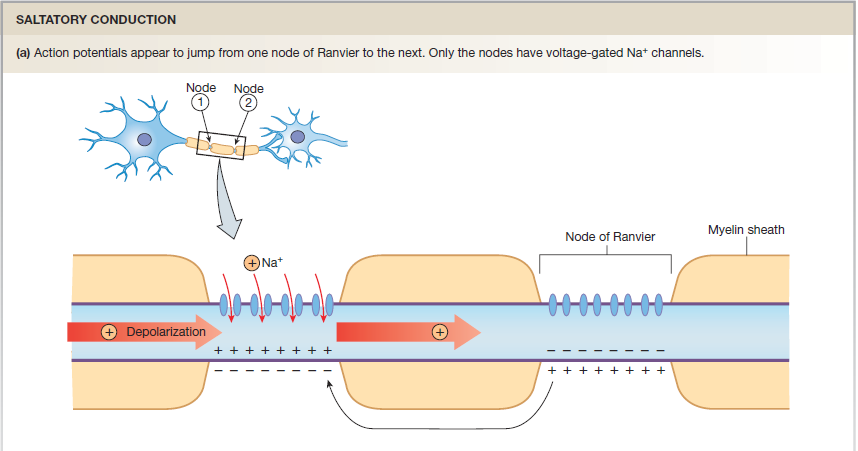 SALTATORY CONDUCTION
(a) Action potentials appear to jump from one node of Ranvier to the next. Only the nodes have voltage-gated Na⁺ channels.
Node Node
1 2
Node of Ranvier
Myelin sheath
+ Na⁺
+ Depolarization
+
+ + + + + + + +
– – – – – – – –
– – – – – – – –
+ + + + + + + +